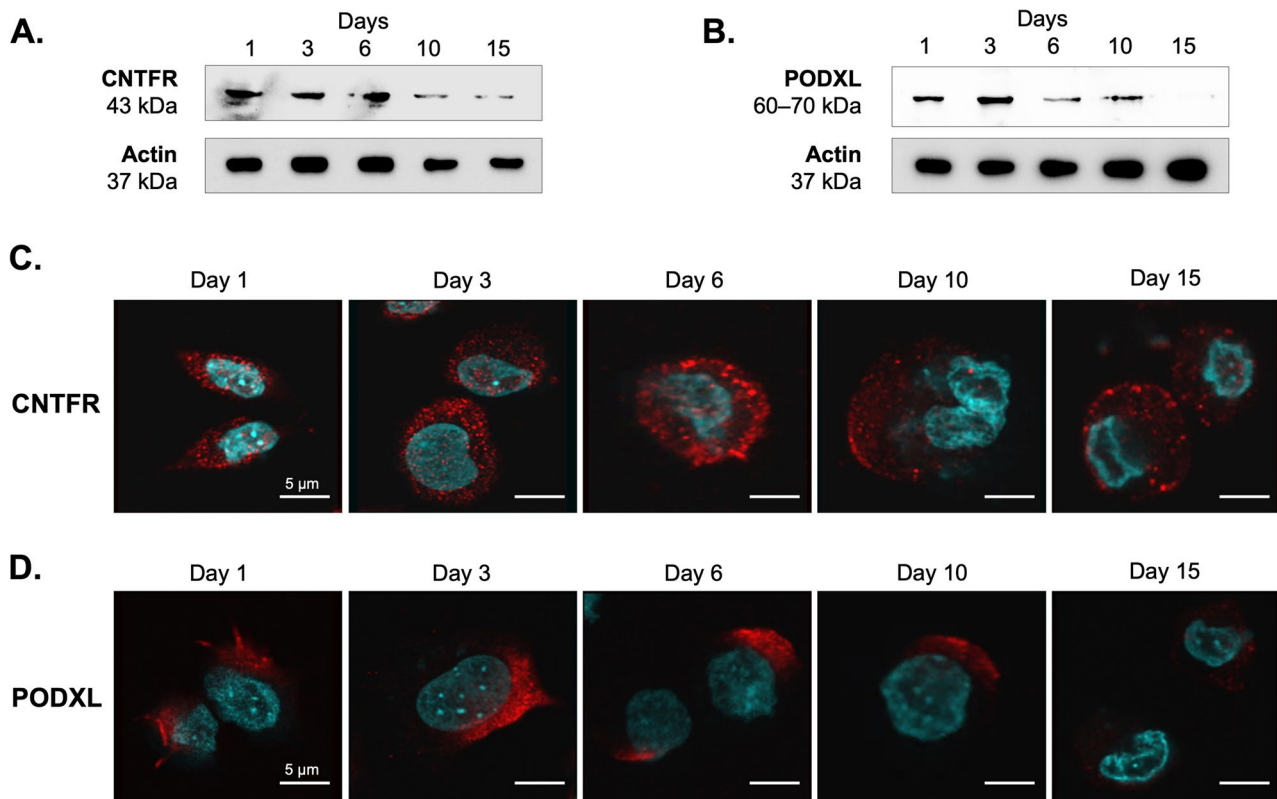 A.
Days
1 3 6 10 15
CNTFR
43 kDa
Actin
37 kDa
B.
Days
1 3 6 10 15
PODXL
60–70 kDa
Actin
37 kDa
C.
Day 1 Day 3 Day 6 Day 10 Day 15
CNTFR
5 µm
D.
Day 1 Day 3 Day 6 Day 10 Day 15
PODXL
5 µm